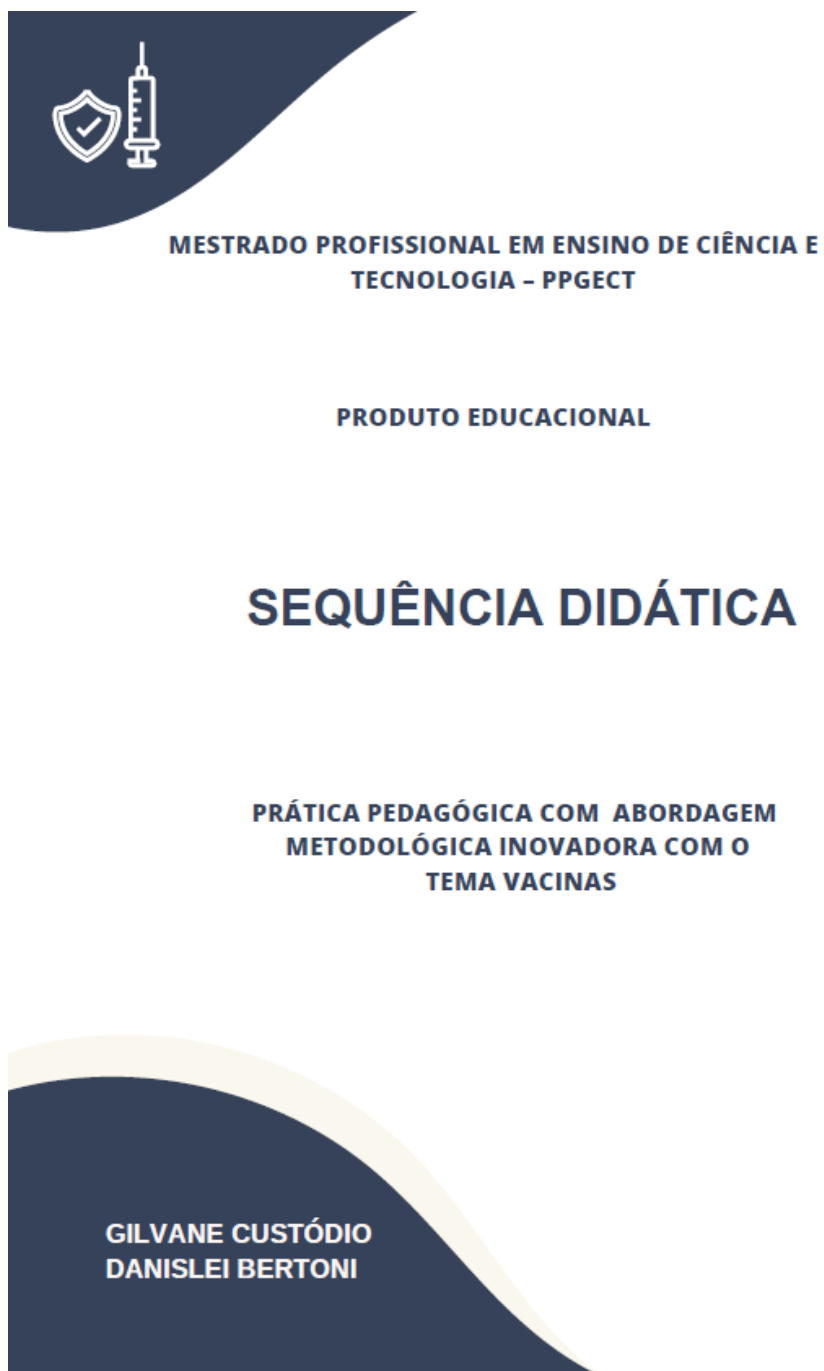 MESTRADO PROFISSIONAL EM ENSINO DE CIÊNCIA E
TECNOLOGIA – PPGECT
PRODUTO EDUCACIONAL
SEQUÊNCIA DIDÁTICA
PRÁTICA PEDAGÓGICA COM ABORDAGEM
METODOLÓGICA INOVADORA COM O
TEMA VACINAS
GILVANE CUSTÓDIO
DANISLEI BERTONI